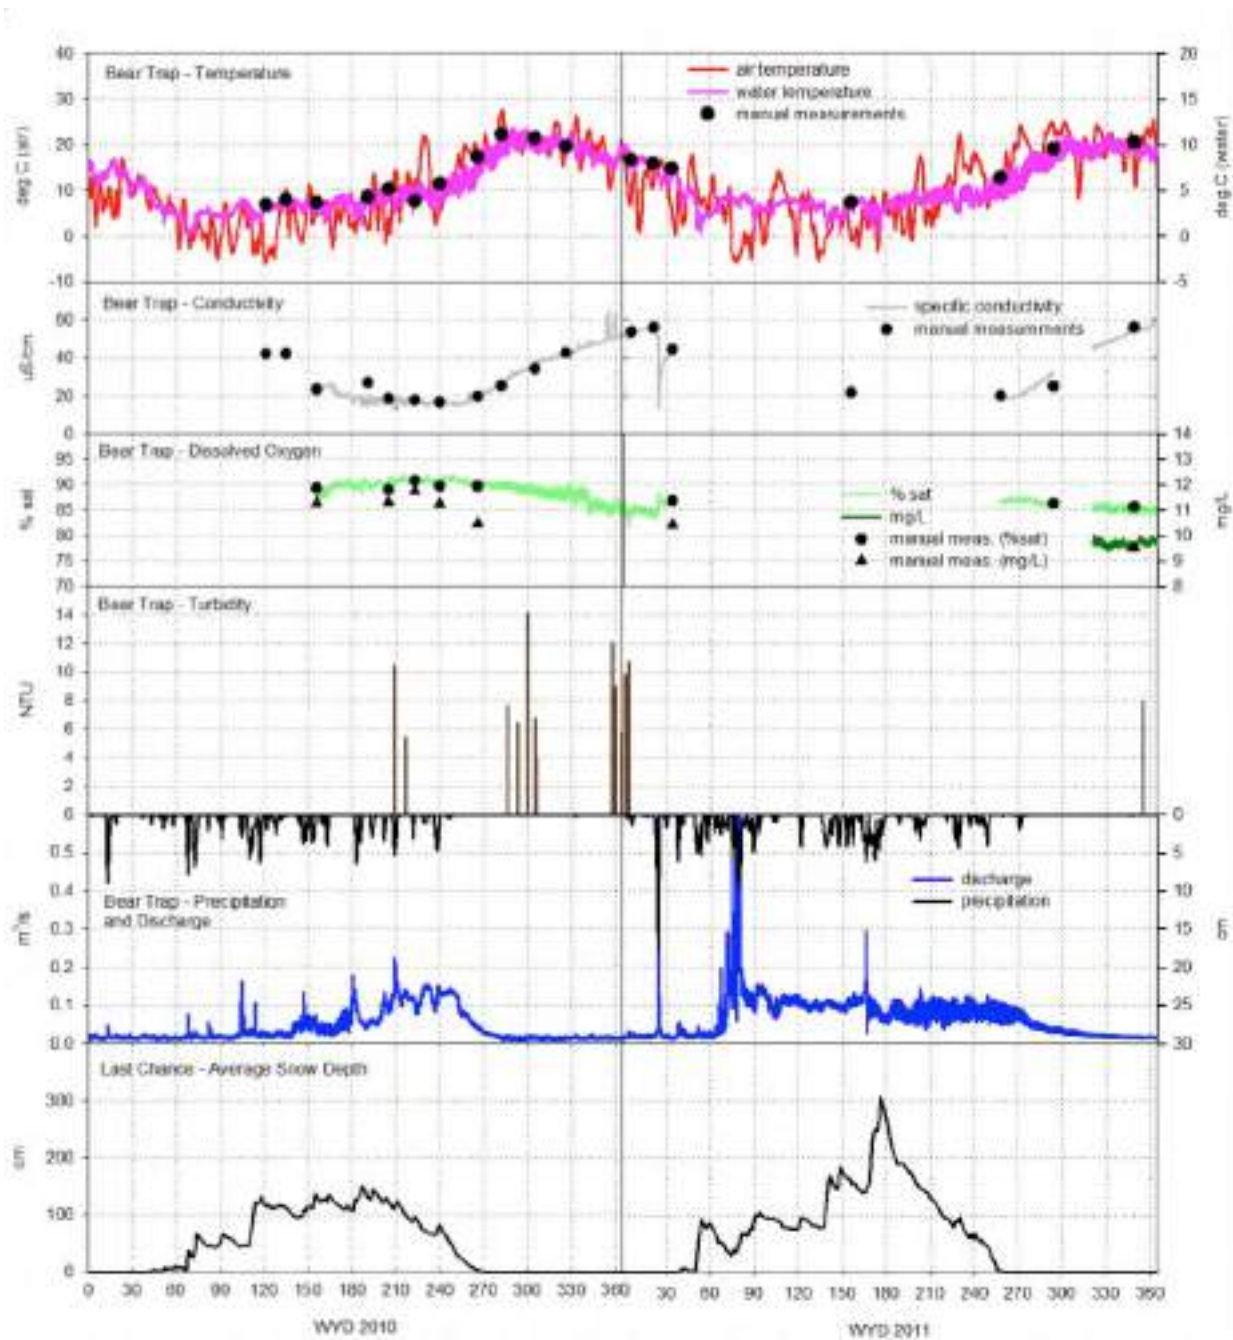 40 20
Bear Trap - Temperature air temperature
30 water temperature 15
manual measurements
20 10
deg C (air) deg C (water)
10 5
0 0
-10 -5
Bear Trap - Conductivity specific conductivity
60 manual measurments
40
uS/cm
20
0 14
Bear Trap - Dissolved Oxygen
95 13
90 % sat 12
85 mg/L 11
% sat mg/L
80 manual meas. (%sat) 10
75 manual meas. (mg/L) 9
70 8
Bear Trap - Turbidity
14
12
10
8
NTU
6
4
2
0 0
0.5 5
0.4 discharge 10
Bear Trap - Precipitation precipitation
and Discharge
m³/s cm
0.3 15
0.2 20
0.1 25
0.0 30
Last Chance - Average Snow Depth
300
200
cm
100
0
0 30 60 90 120 150 180 210 240 270 300 330 360 30 60 90 120 150 180 210 240 270 300 330 360
WYD 2010 WYD 2011